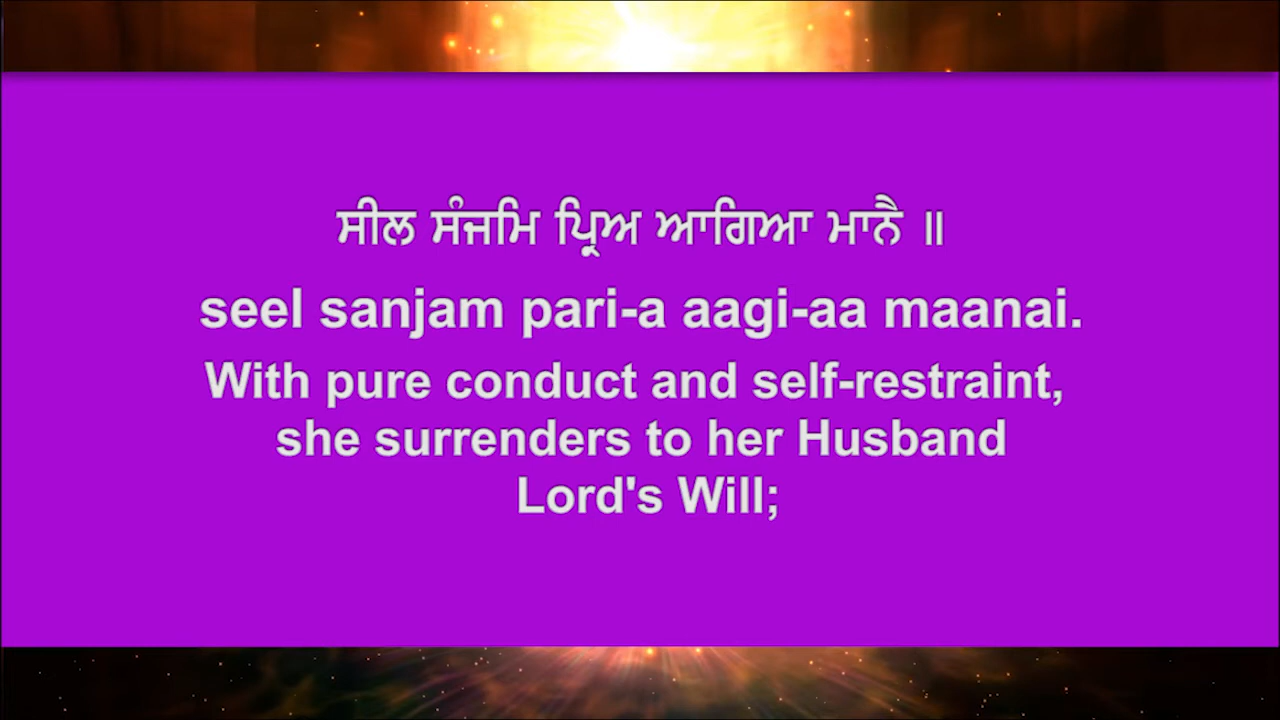 ਸੀਲ ਸੰਜਮਿ ਪ੍ਰਿਅ ਆਗਿਆ ਮਾਨੈ ॥
seel sanjam pari-a aagi-aa maanai.
With pure conduct and self-restraint,
she surrenders to her Husband
Lord's Will;